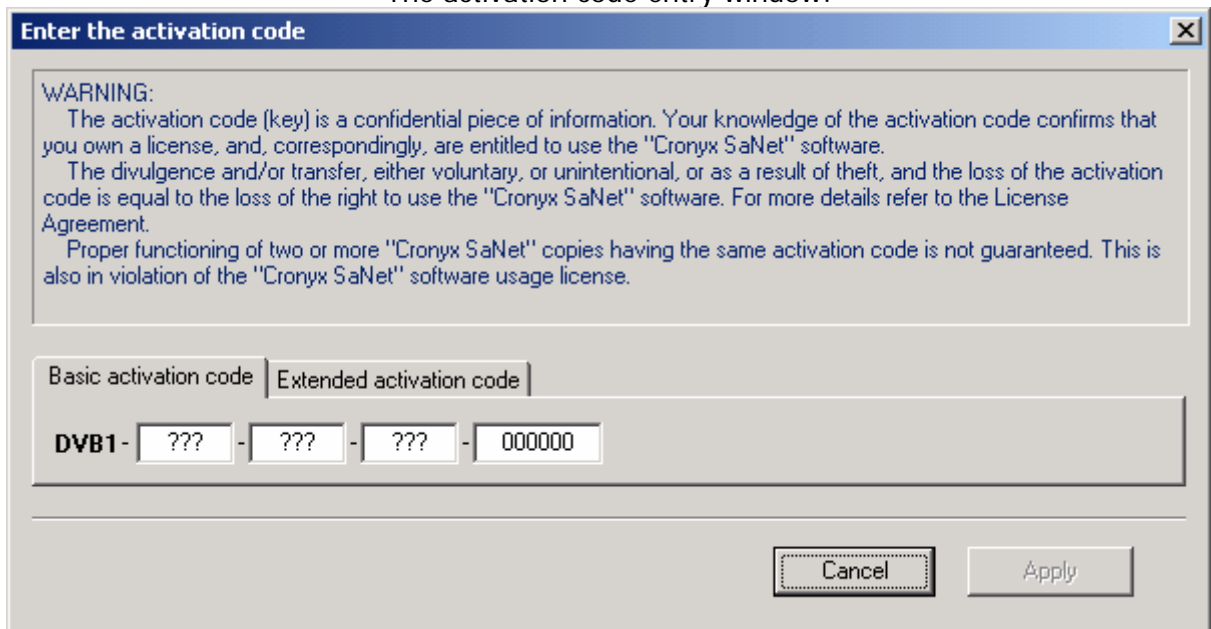 The activation code entry window.
Enter the activation code
WARNING:
The activation code (key) is a confidential piece of information. Your knowledge of the activation code confirms that
you own a license, and, correspondingly, are entitled to use the "Cronyx SaNet" software.
The divulgence and/or transfer, either voluntary, or unintentional, or as a result of theft, and the loss of the activation
code is equal to the loss of the right to use the "Cronyx SaNet" software. For more details refer to the License
Agreement.
Proper functioning of two or more "Cronyx SaNet" copies having the same activation code is not guaranteed. This is
also in violation of the "Cronyx SaNet" software usage license.
Basic activation code Extended activation code
DVB1 - ??? - ??? - ??? - 000000
Cancel Apply